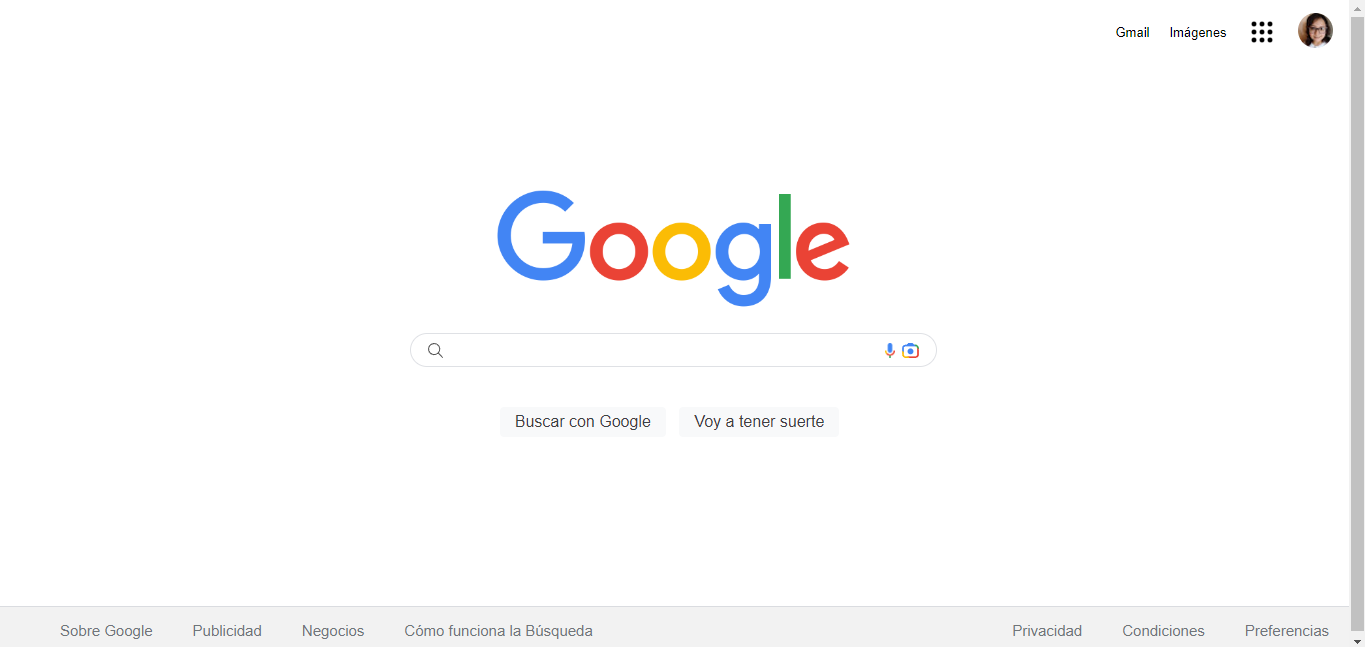 Gmail Imágenes
Google
Buscar con Google Voy a tener suerte
Sobre Google Publicidad Negocios Cómo funciona la Búsqueda Privacidad Condiciones Preferencias